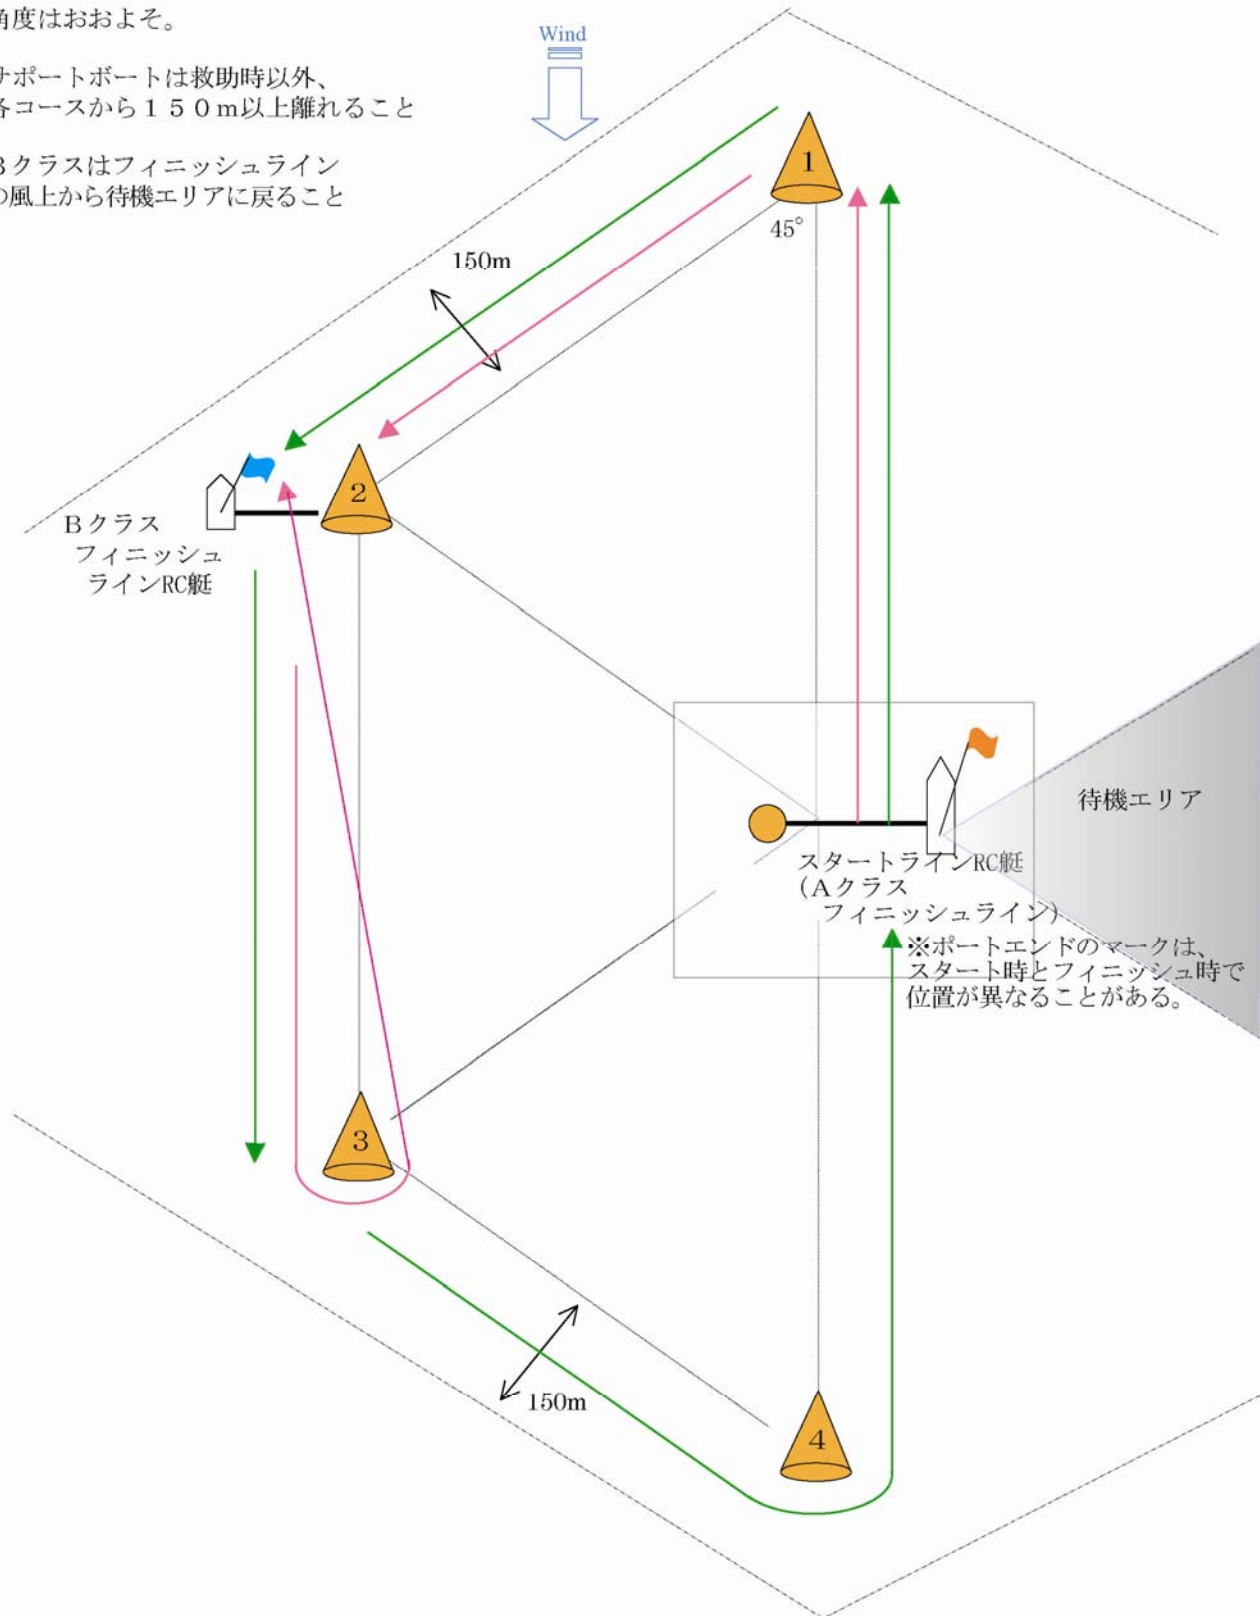 角度はおおよそ。
サポートボートは救助時以外、
各コースから１５０ｍ以上離れること
Bクラスはフィニッシュライン
の風上から待機エリアに戻ること
Wind
1
45°
150m
2
Bクラス
フィニッシュ
ラインRC艇
待機エリア
スタートラインRC艇
（Aクラス
フィニッシュライン）
※ポートエンドのマークは、
スタート時とフィニッシュ時で
位置が異なることがある。
3
150m
4